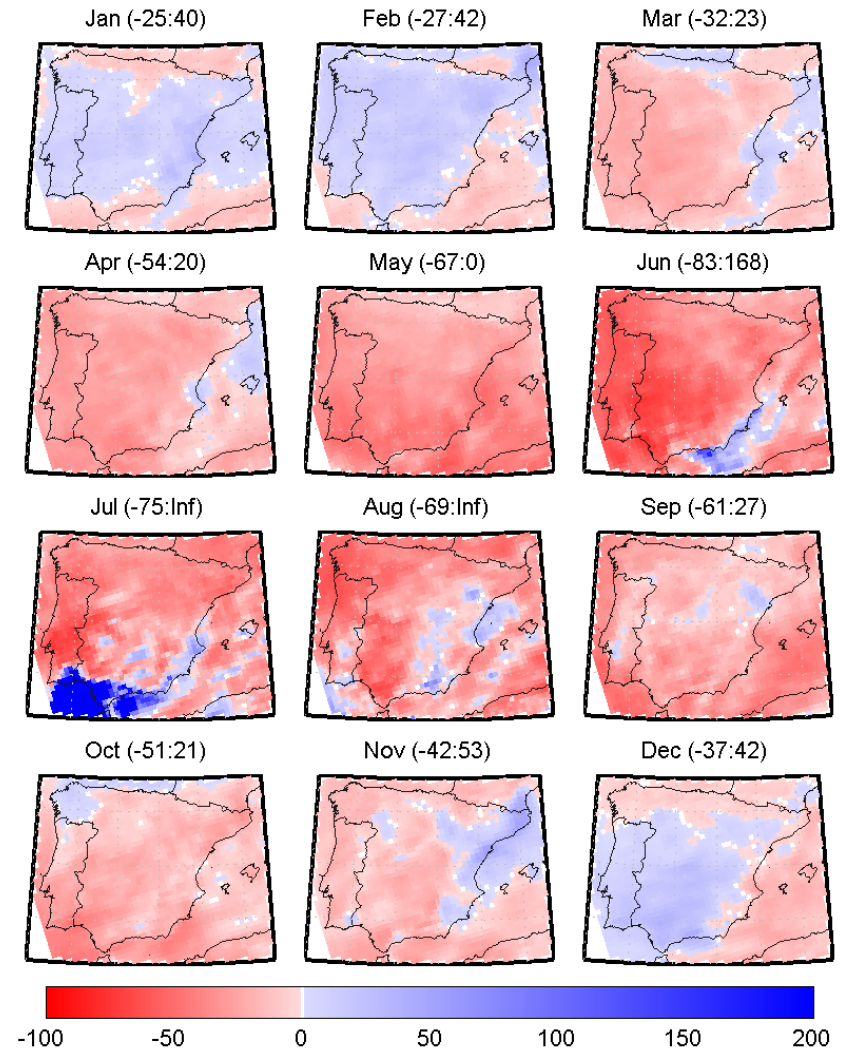 Jan (-25:40) Feb (-27:42) Mar (-32:23)
Apr (-54:20) May (-67:0) Jun (-83:168)
Jul (-75:Inf) Aug (-69:Inf) Sep (-61:27)
Oct (-51:21) Nov (-42:53) Dec (-37:42)
-100 -50 0 50 100 150 200